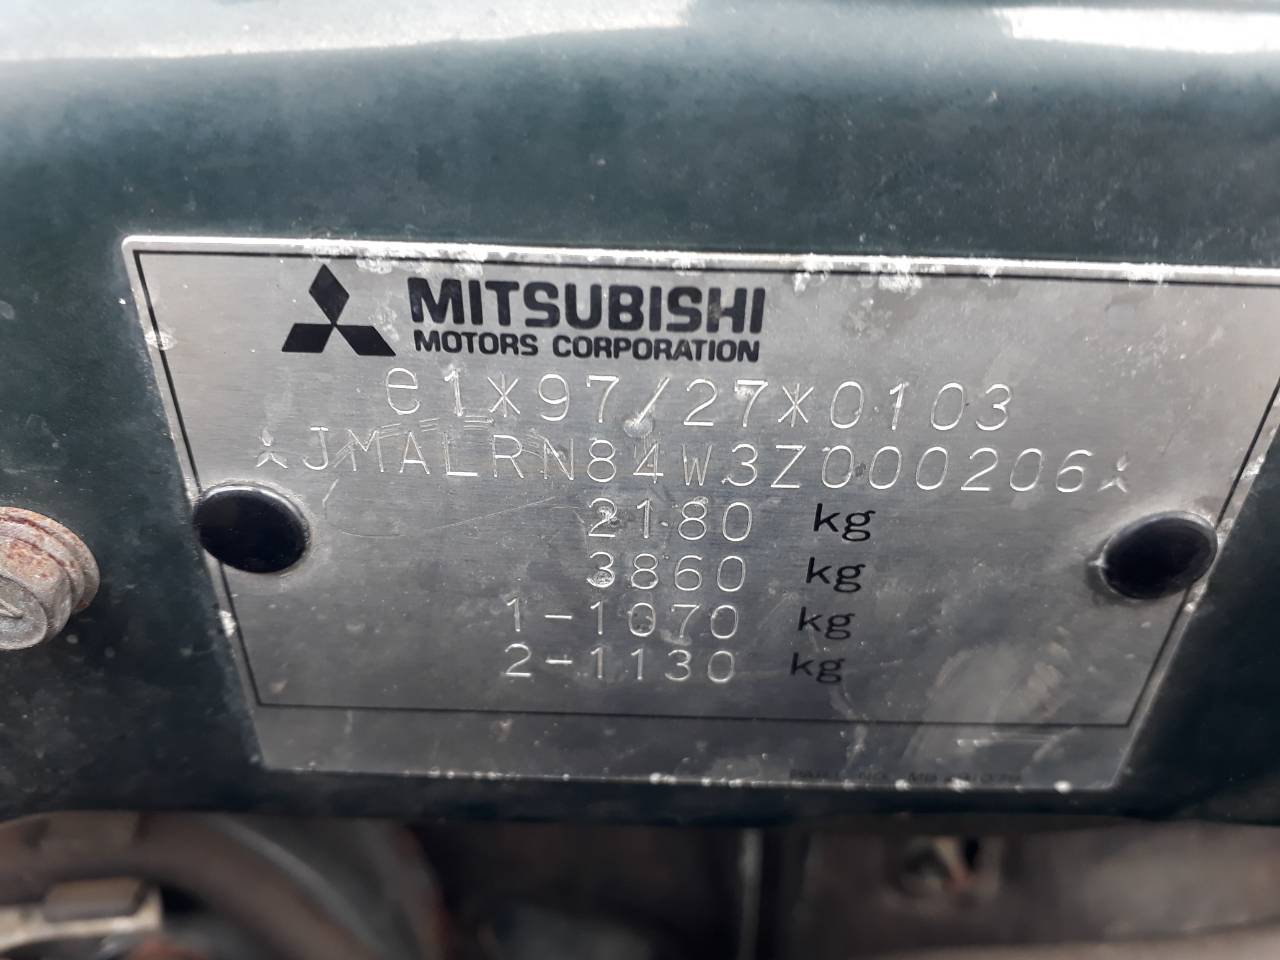 MITSUBISHI
MOTORS CORPORATION
e1*97/27*0103
JMALRN84W3Z000206
2180 kg
3860 kg
1-1070 kg
2-1130 kg